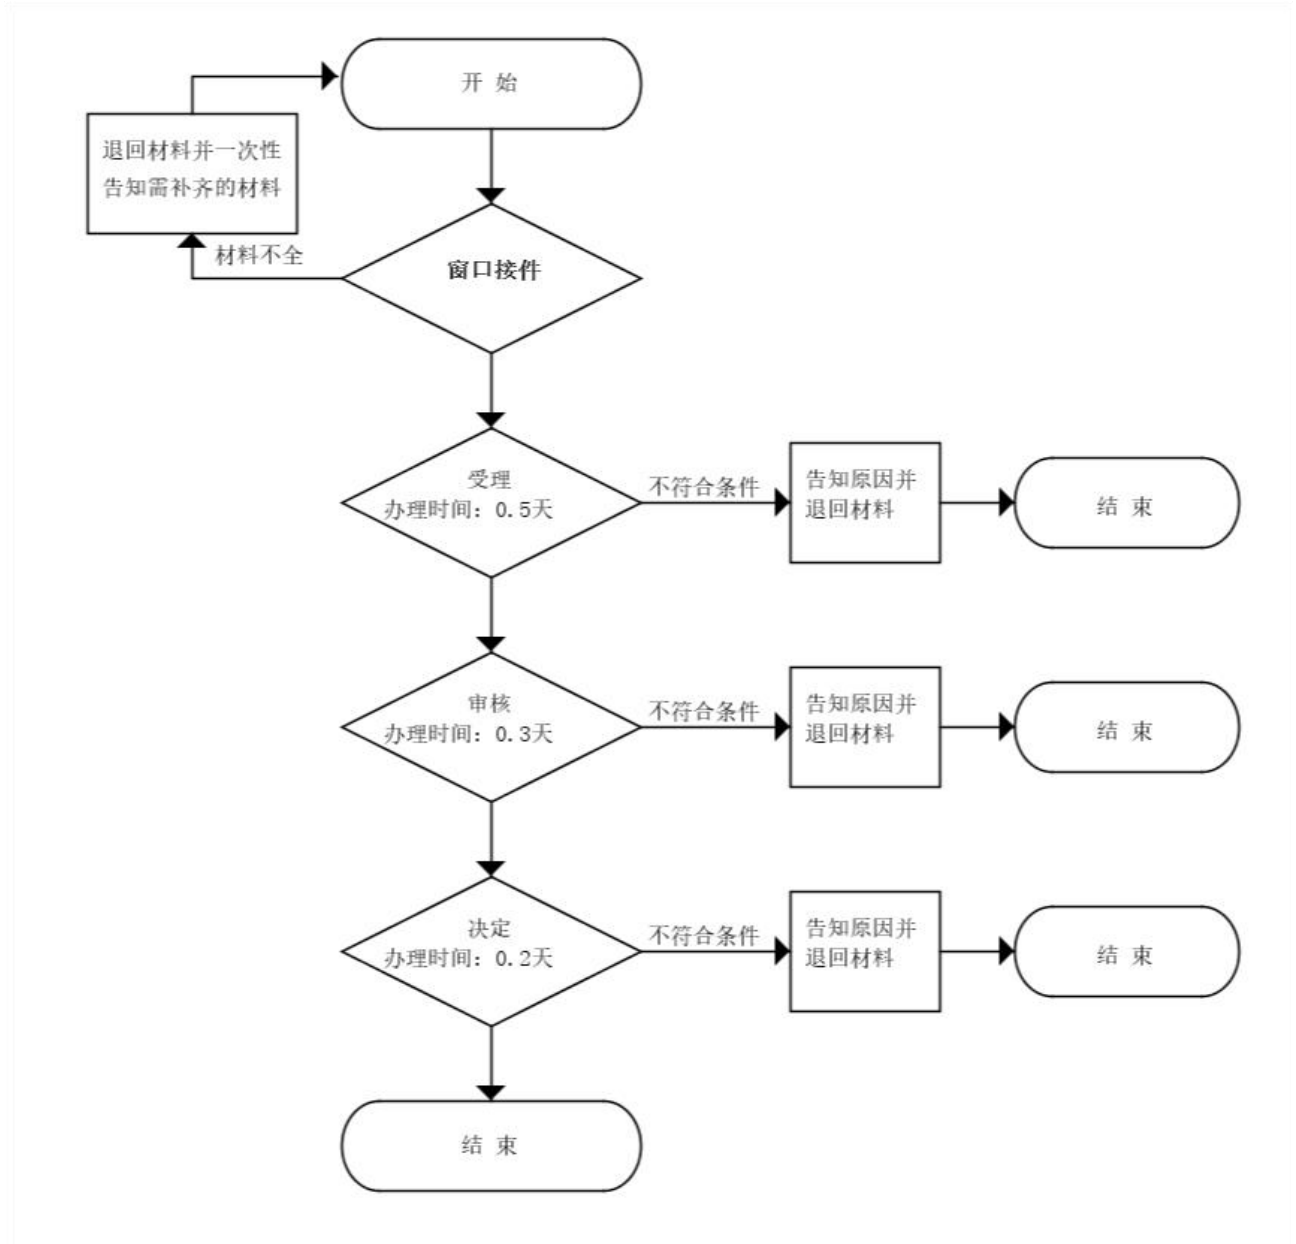 开 始
退回材料并一次性
告知需补齐的材料
材料不全
窗口接件
受理
办理时间：0.5天
不符合条件
告知原因并
退回材料
结 束
审核
办理时间：0.3天
不符合条件
告知原因并
退回材料
结 束
决定
办理时间：0.2天
不符合条件
告知原因并
退回材料
结 束
结 束